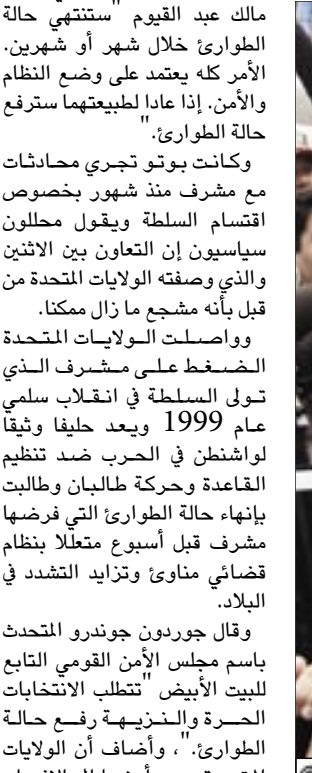 مالك عبد القيوم "ستنتهي حالة
الطوارئ خلال شهر أو شهرين.
الأمر كله يعتمد على وضع النظام
والأمن. إذا عادا لطبيعتهما سترفع
حالة الطوارئ."
وكانت بوتو تجري محادثات
مع مشرف منذ شهور بخصوص
اقتسام السلطة ويقول محللون
سياسيون إن التعاون بين الاثنين
والذي وصفته الولايات المتحدة من
قبل بأنه مشجع ما زال ممكنا.
وواصلت الولايات المتحدة
الضغط على مشرف الذي
تولى السلطة في انقلاب سلمي
عام 1999 ويعد حليفا وثيقا
لواشنطن في الحرب ضد تنظيم
القاعدة وحركة طالبان وطالبت
بإنهاء حالة الطوارئ التي فرضها
مشرف قبل أسبوع متعللا بنظام
قضائي مناوئ وتزايد التشدد في
البلاد.
وقال جوردون جوندرو المتحدث
باسم مجلس الأمن القومي التابع
للبيت الأبيض "تتطلب الانتخابات
الحرة والنزيهة رفع حالة
الطوارئ."، وأضاف أن الولايات